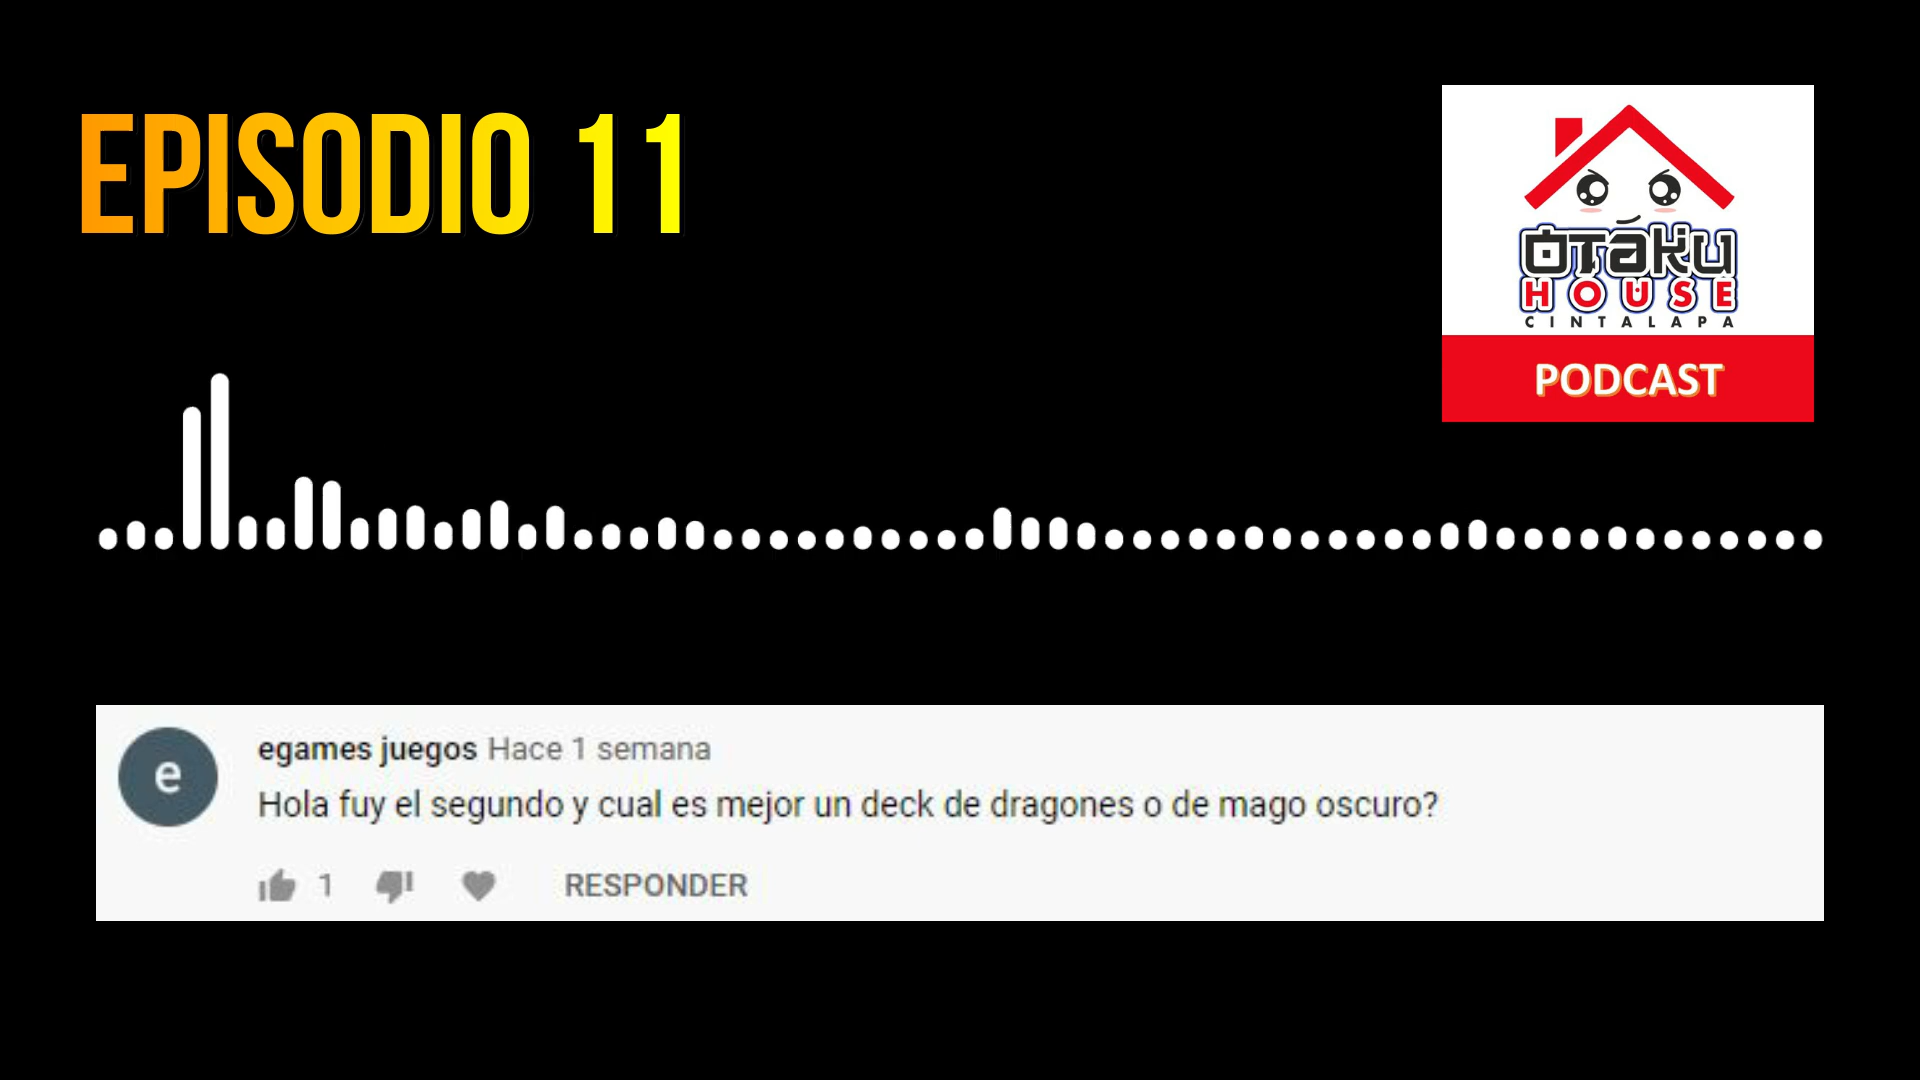 EPISODIO 11
OTAKU
HOUSE
CINTALAPA
PODCAST
e
egames juegos Hace 1 semana
Hola fuy el segundo y cual es mejor un deck de dragones o de mago oscuro?
1 RESPONDER